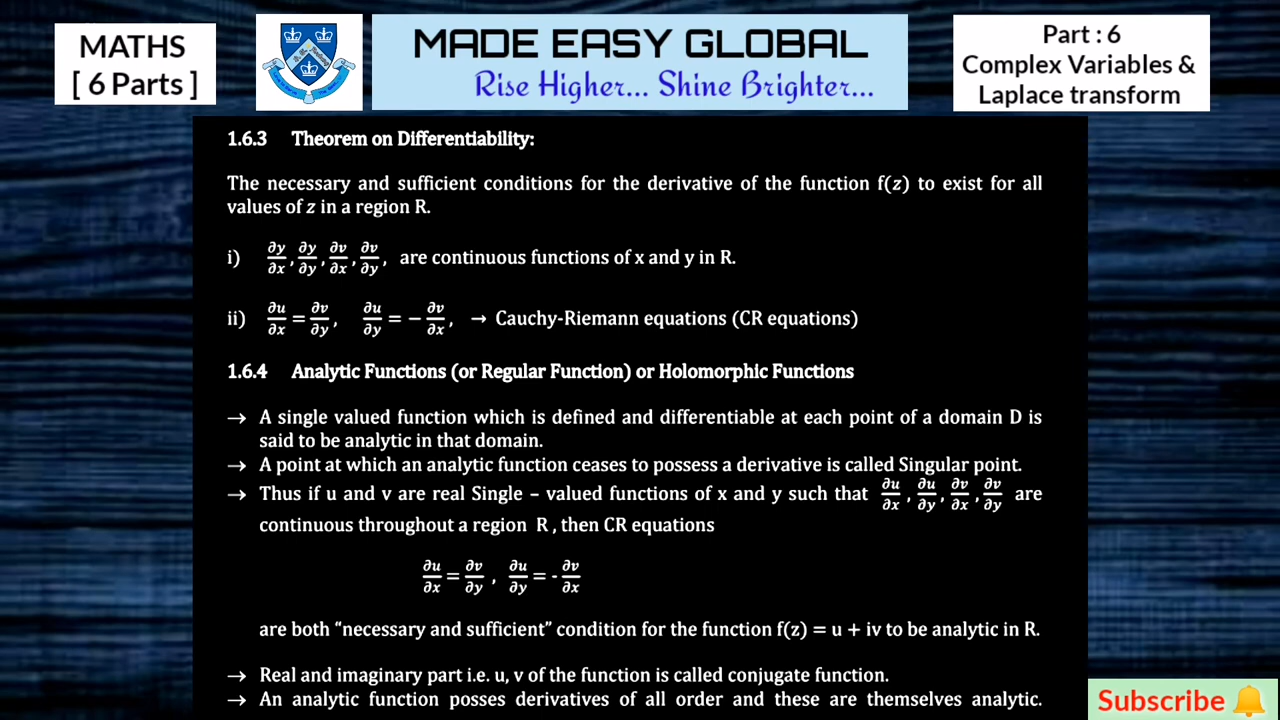 MATHS
[ 6 Parts ]
MADE EASY GLOBAL
Rise Higher... Shine Brighter...
Part : 6
Complex Variables &
Laplace transform
1.6.3 Theorem on Differentiability:
The necessary and sufficient conditions for the derivative of the function f(z) to exist for all
values of z in a region R.
i) ∂y/∂x, ∂y/∂y, ∂v/∂x, ∂v/∂y, are continuous functions of x and y in R.
ii) ∂u/∂x = ∂v/∂y, ∂u/∂y = − ∂v/∂x, → Cauchy-Riemann equations (CR equations)
1.6.4 Analytic Functions (or Regular Function) or Holomorphic Functions
→ A single valued function which is defined and differentiable at each point of a domain D is
said to be analytic in that domain.
→ A point at which an analytic function ceases to possess a derivative is called Singular point.
→ Thus if u and v are real Single – valued functions of x and y such that ∂u/∂x, ∂u/∂y, ∂v/∂x, ∂v/∂y are
continuous throughout a region R , then CR equations
∂u/∂x = ∂v/∂y , ∂u/∂y = - ∂v/∂x
are both “necessary and sufficient” condition for the function f(z) = u + iv to be analytic in R.
→ Real and imaginary part i.e. u, v of the function is called conjugate function.
→ An analytic function posses derivatives of all order and these are themselves analytic.
Subscribe